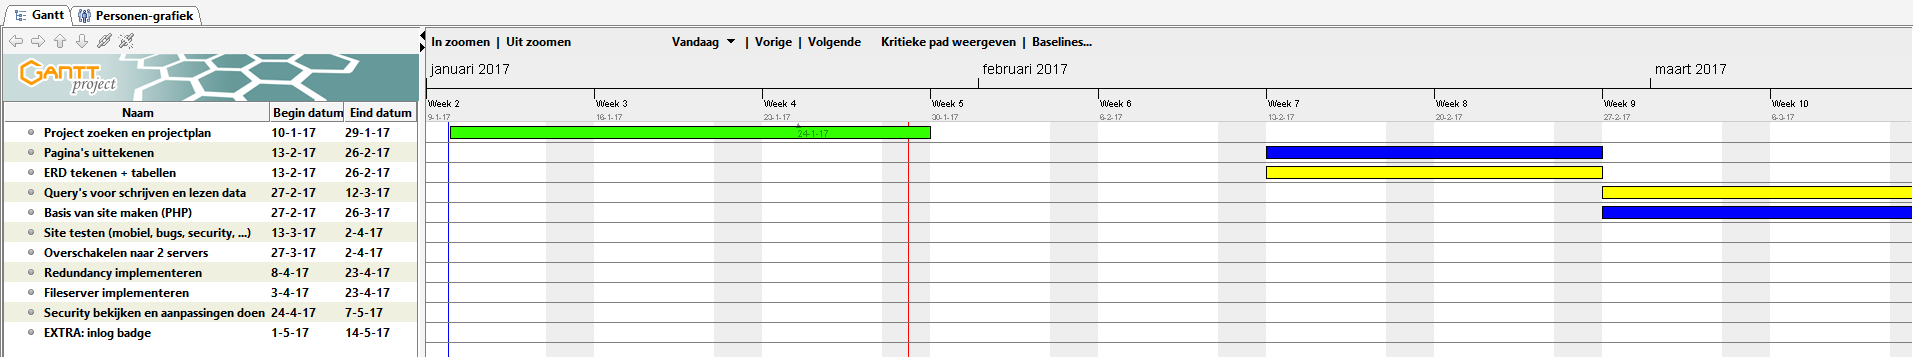 Gantt Personen-grafiek
In zoomen | Uit zoomen Vandaag | Vorige | Volgende Kritieke pad weergeven | Baselines...
GANTT project
januari 2017 februari 2017 maart 2017
Naam Begin datum Eind datum
Week 2 Week 3 Week 4 Week 5 Week 6 Week 7 Week 8 Week 9 Week 10
9-1-17 16-1-17 23-1-17 30-1-17 6-2-17 13-2-17 20-2-17 27-2-17 6-3-17
Project zoeken en projectplan 10-1-17 29-1-17 24-1-17
Pagina's uittekenen 13-2-17 26-2-17
ERD tekenen + tabellen 13-2-17 26-2-17
Query's voor schrijven en lezen data 27-2-17 12-3-17
Basis van site maken (PHP) 27-2-17 26-3-17
Site testen (mobiel, bugs, security, ...) 13-3-17 2-4-17
Overschakelen naar 2 servers 27-3-17 2-4-17
Redundancy implementeren 8-4-17 23-4-17
Fileserver implementeren 3-4-17 23-4-17
Security bekijken en aanpassingen doen 24-4-17 7-5-17
EXTRA: inlog badge 1-5-17 14-5-17